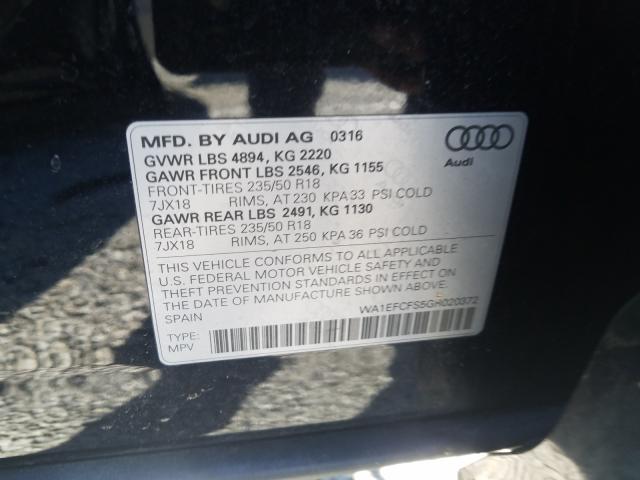 MFD. BY AUDI AG 0316
GVWR LBS 4894, KG 2220
GAWR FRONT LBS 2546, KG 1155
FRONT-TIRES 235/50 R18
7JX18 RIMS, AT 230 KPA 33 PSI COLD
GAWR REAR LBS 2491, KG 1130
REAR-TIRES 235/50 R18
7JX18 RIMS, AT 250 KPA 36 PSI COLD
Audi
THIS VEHICLE CONFORMS TO ALL APPLICABLE
U.S. FEDERAL MOTOR VEHICLE SAFETY AND
THEFT PREVENTION STANDARDS IN EFFECT ON
THE DATE OF MANUFACTURE SHOWN ABOVE.
SPAIN WA1EFCFS5GR020372
TYPE:
MPV